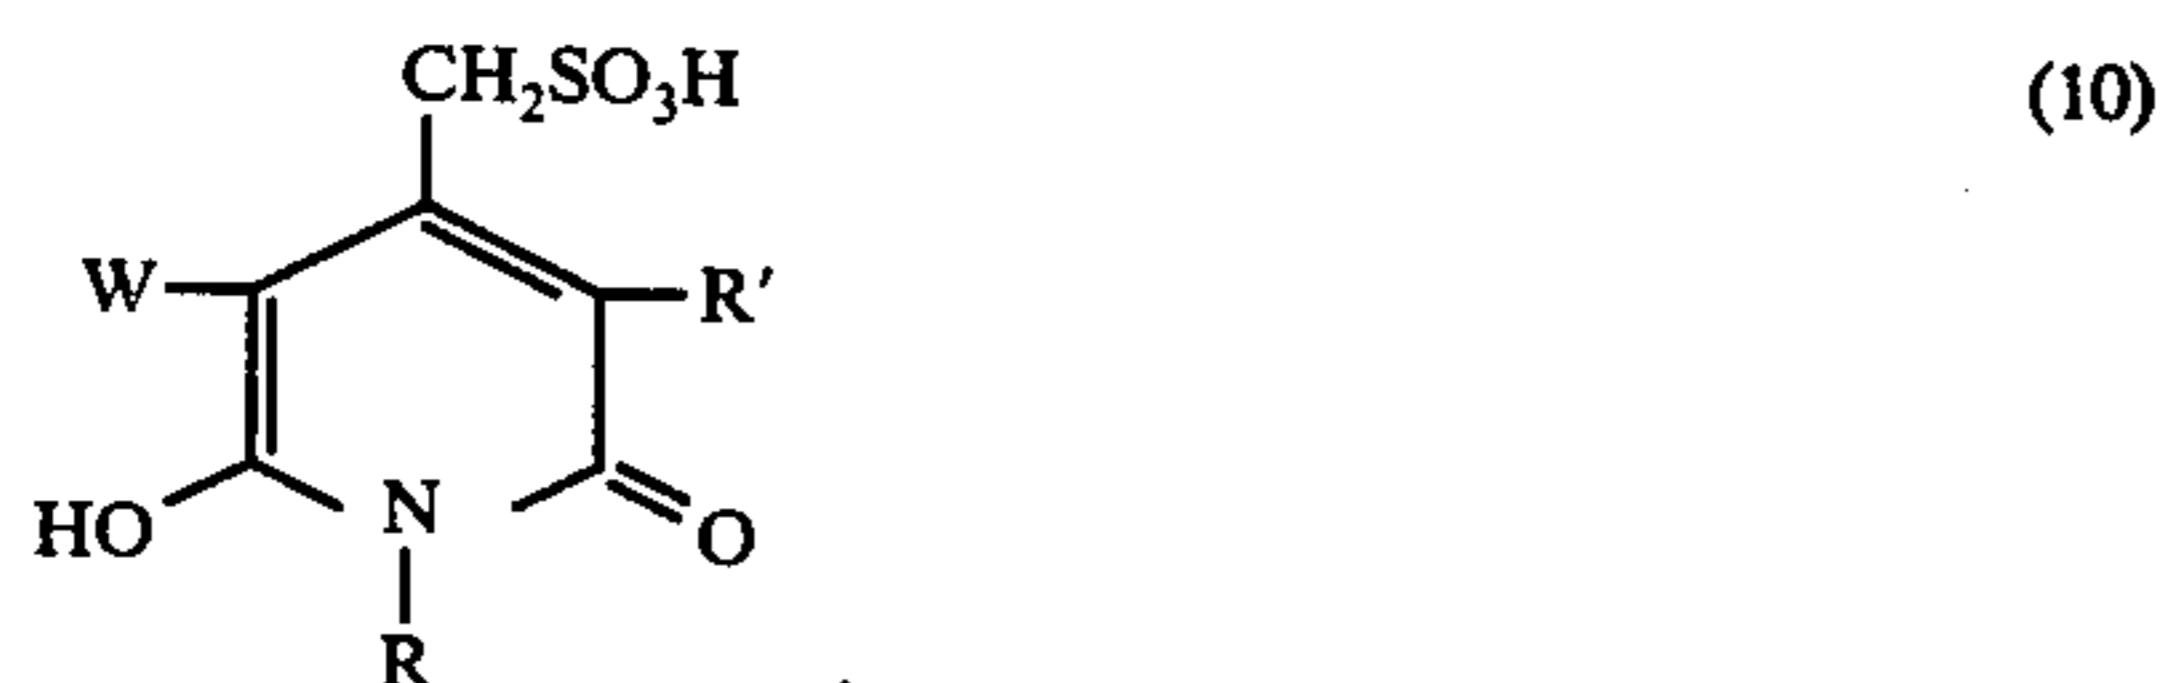 CH₂SO₃H (10)
W R′
HO N O
R